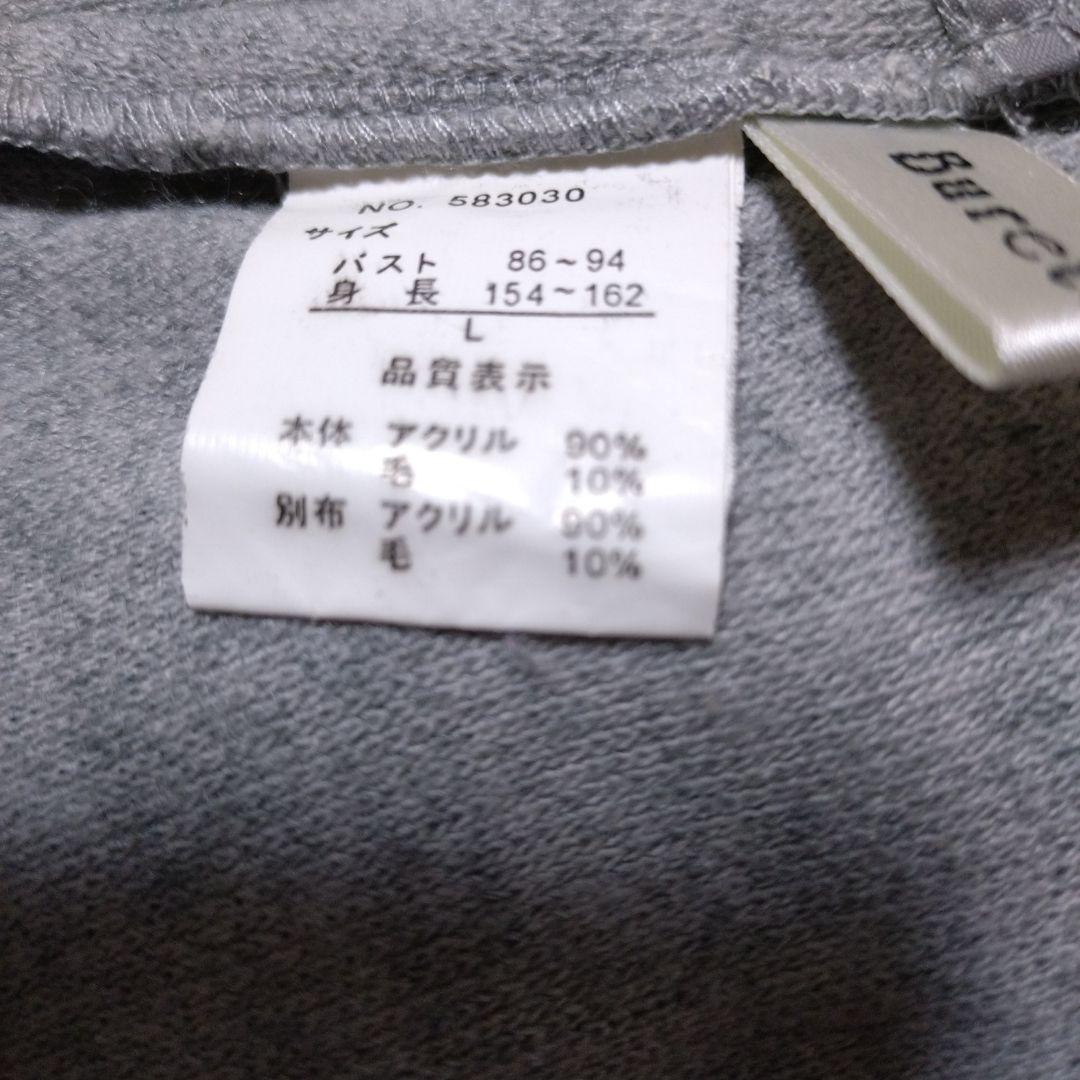 NO. 583030
サイズ
バスト 86～94
身 長 154～162
L
品質表示
本体 アクリル 90%
毛 10%
別布 アクリル 90%
毛 10%